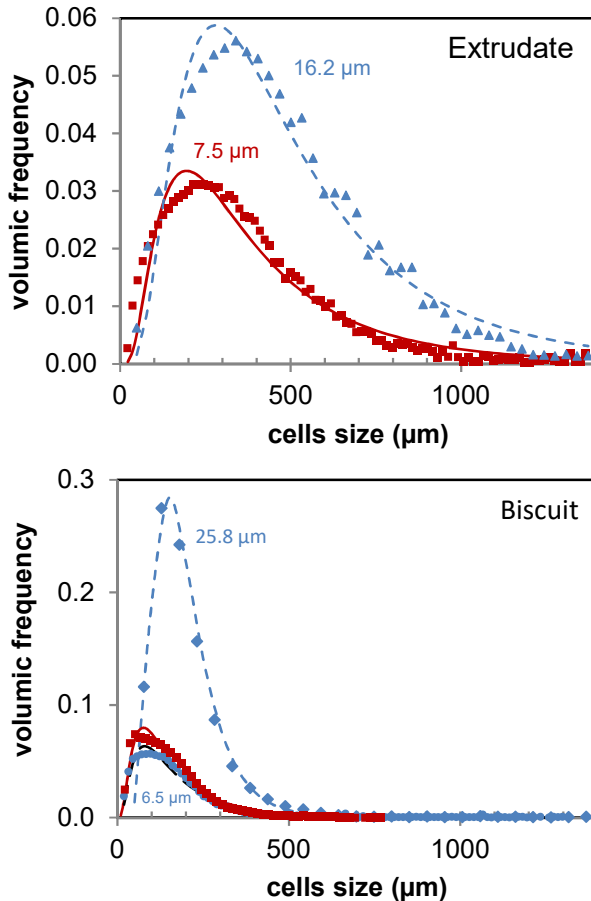 0.06
Extrudate
0.05
16.2 µm
0.04
7.5 µm
0.03
0.02
0.01
0.00
volumic frequency
0
500
1000
cells size (µm)
0.3
Biscuit
25.8 µm
0.2
0.1
6.5 µm
0.0
volumic frequency
0
500
1000
cells size (µm)